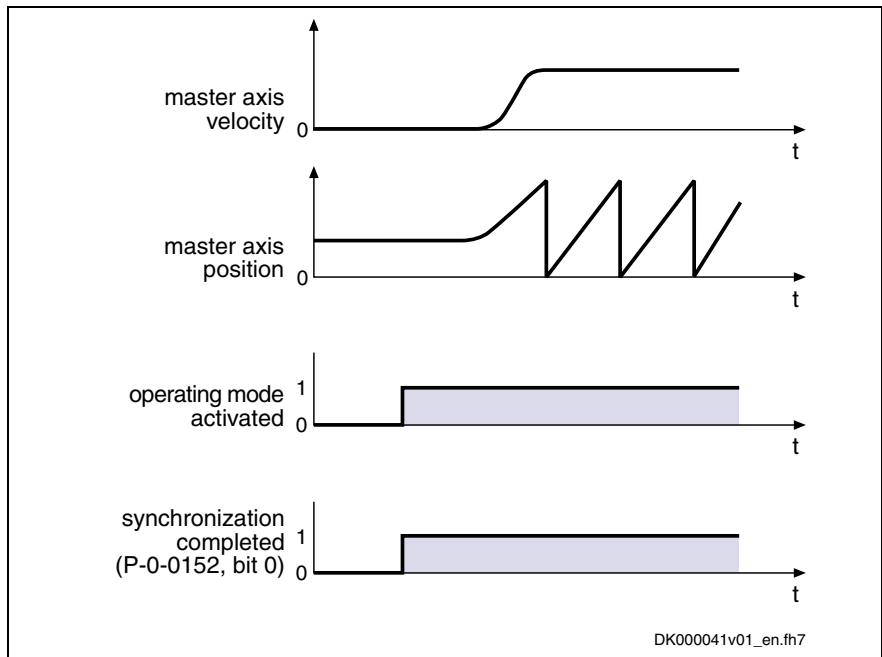 master axis
velocity
0
t
master axis
position
0
t
operating mode
activated
1
0
t
synchronization
completed
(P-0-0152, bit 0)
1
0
t
DK000041v01_en.fh7